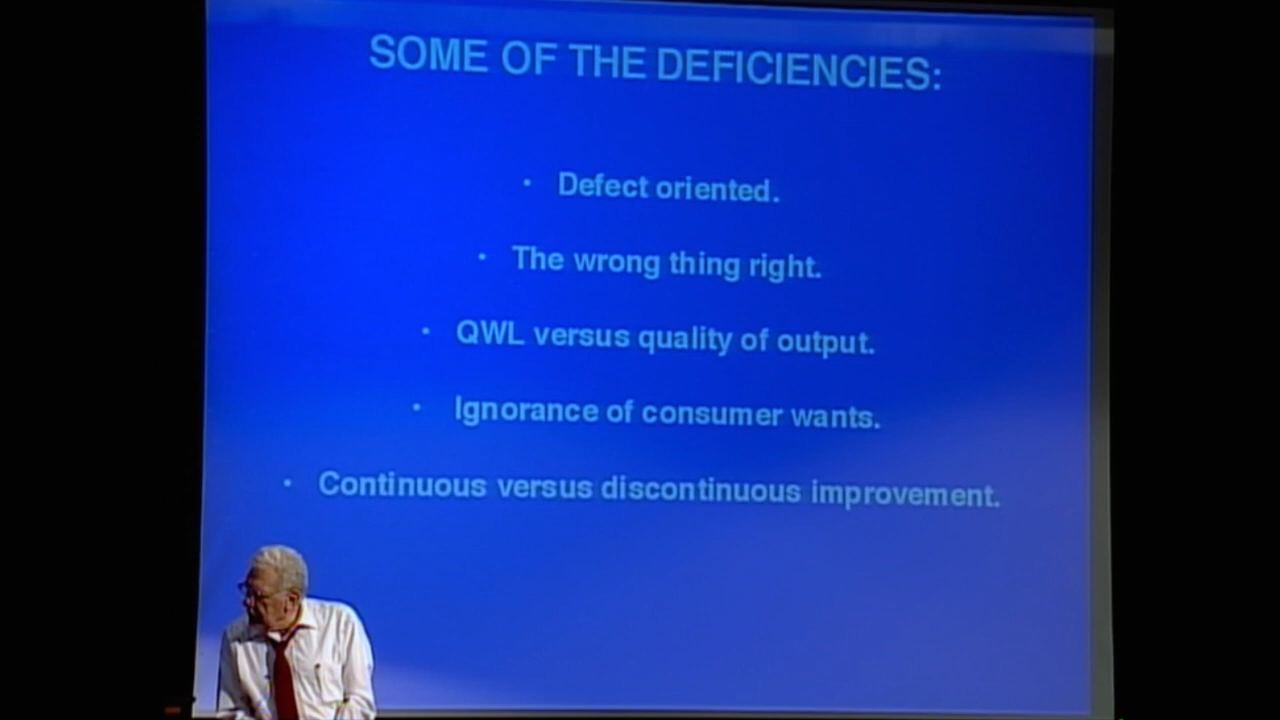 SOME OF THE DEFICIENCIES:
• Defect oriented.
• The wrong thing right.
• QWL versus quality of output.
• Ignorance of consumer wants.
• Continuous versus discontinuous improvement.